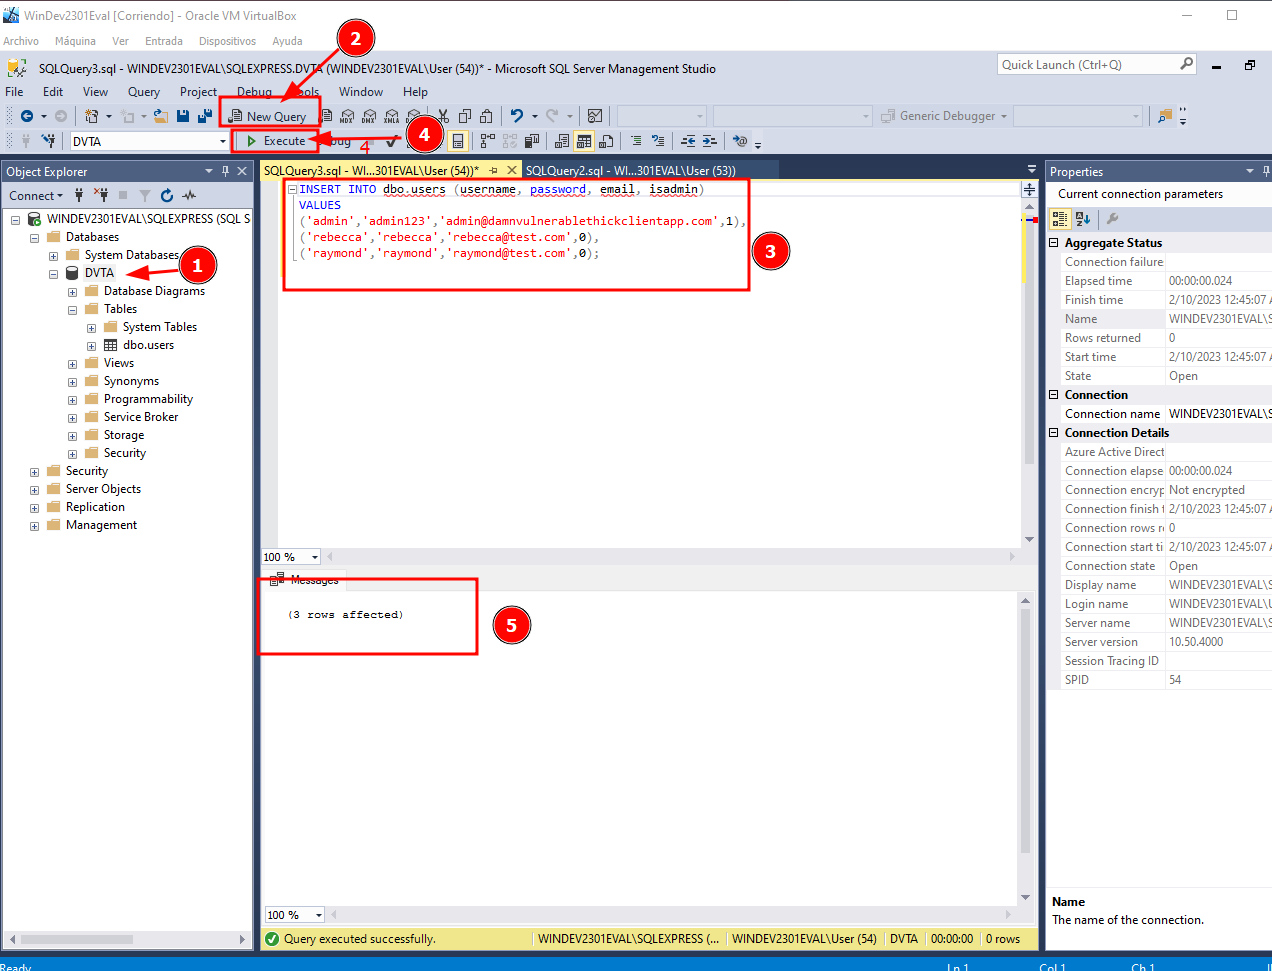 WinDev2301Eval [Corriendo] - Oracle VM VirtualBox
Archivo Máquina Ver Entrada Dispositivos Ayuda
2
SQLQuery3.sql - WINDEV2301EVAL\SQLEXPRESS.DVTA (WINDEV2301EVAL\User (54))* - Microsoft SQL Server Management Studio
Quick Launch (Ctrl+Q)
File Edit View Query Project Debug Tools Window Help
New Query
MDX DMX XMLA
Generic Debugger
DVTA
Execute
4
4
Object Explorer
Connect
WINDEV2301EVAL\SQLEXPRESS (SQL S
Databases
System Databases
DVTA
1
Database Diagrams
Tables
System Tables
dbo.users
Views
Synonyms
Programmability
Service Broker
Storage
Security
Security
Server Objects
Replication
Management
SQLQuery3.sql - WI...301EVAL\User (54))*
SQLQuery2.sql - WI...301EVAL\User (53))
INSERT INTO dbo.users (username, password, email, isadmin)
VALUES
('admin','admin123','admin@damnvulnerablethickclientapp.com',1),
('rebecca','rebecca','rebecca@test.com',0),
('raymond','raymond','raymond@test.com',0);
3
100 %
Messages
(3 rows affected)
5
100 %
Query executed successfully.
WINDEV2301EVAL\SQLEXPRESS (...
WINDEV2301EVAL\User (54)
DVTA
00:00:00
0 rows
Properties
Current connection parameters
Aggregate Status
Connection failure
Elapsed time 00:00:00.024
Finish time 2/10/2023 12:45:07 A
Name WINDEV2301EVAL\S
Rows returned 0
Start time 2/10/2023 12:45:07 A
State Open
Connection
Connection name WINDEV2301EVAL\S
Connection Details
Azure Active Direct
Connection elapse 00:00:00.024
Connection encryp Not encrypted
Connection finish t 2/10/2023 12:45:07 A
Connection rows re 0
Connection start ti 2/10/2023 12:45:07 A
Connection state Open
Display name WINDEV2301EVAL\S
Login name WINDEV2301EVAL\U
Server name WINDEV2301EVAL\S
Server version 10.50.4000
Session Tracing ID
SPID 54
Name
The name of the connection.
Ready
Ln 1 Col 1 Ch 1